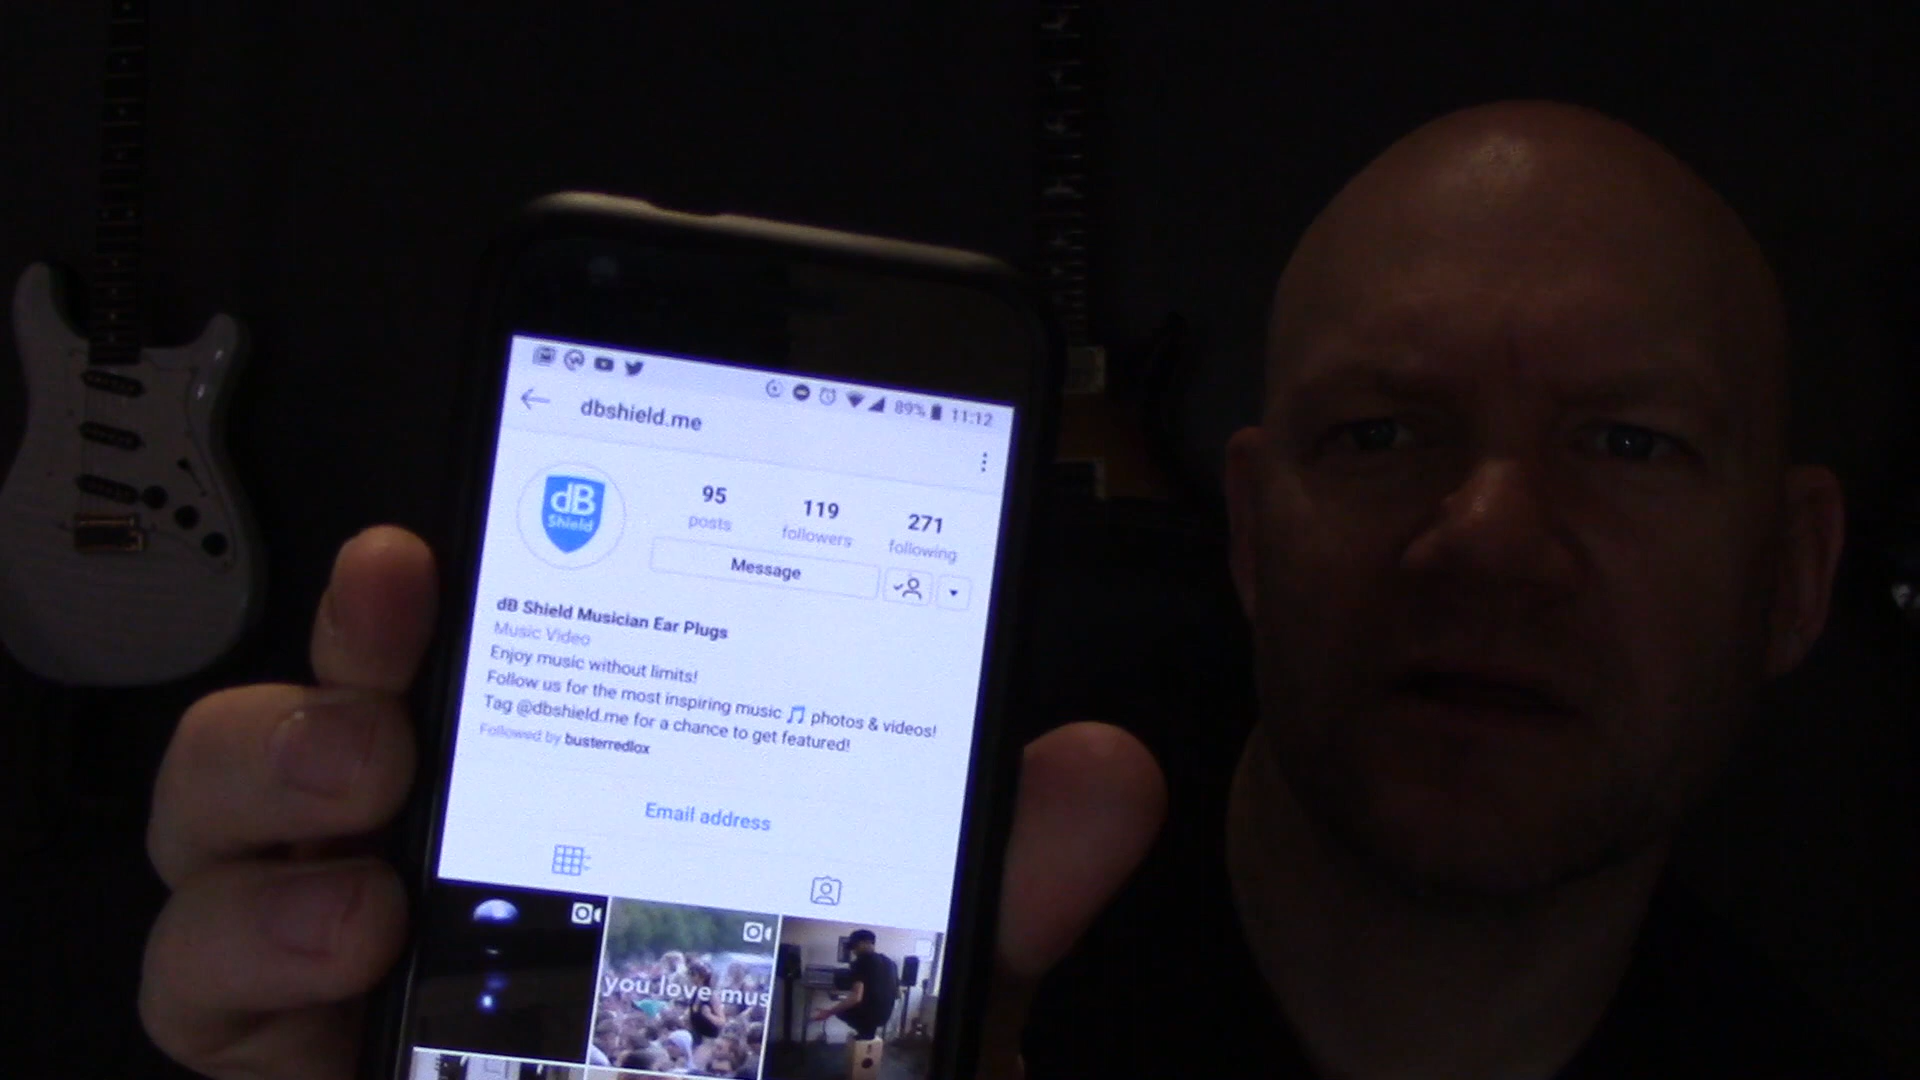 89% 11:12
dbshield.me
dB
Shield
95 119 271
posts followers following
Message
dB Shield Musician Ear Plugs
Music Video
Enjoy music without limits!
Follow us for the most inspiring music 🎵 photos & videos!
Tag @dbshield.me for a chance to get featured!
Followed by busterredlox
Email address
you love mus